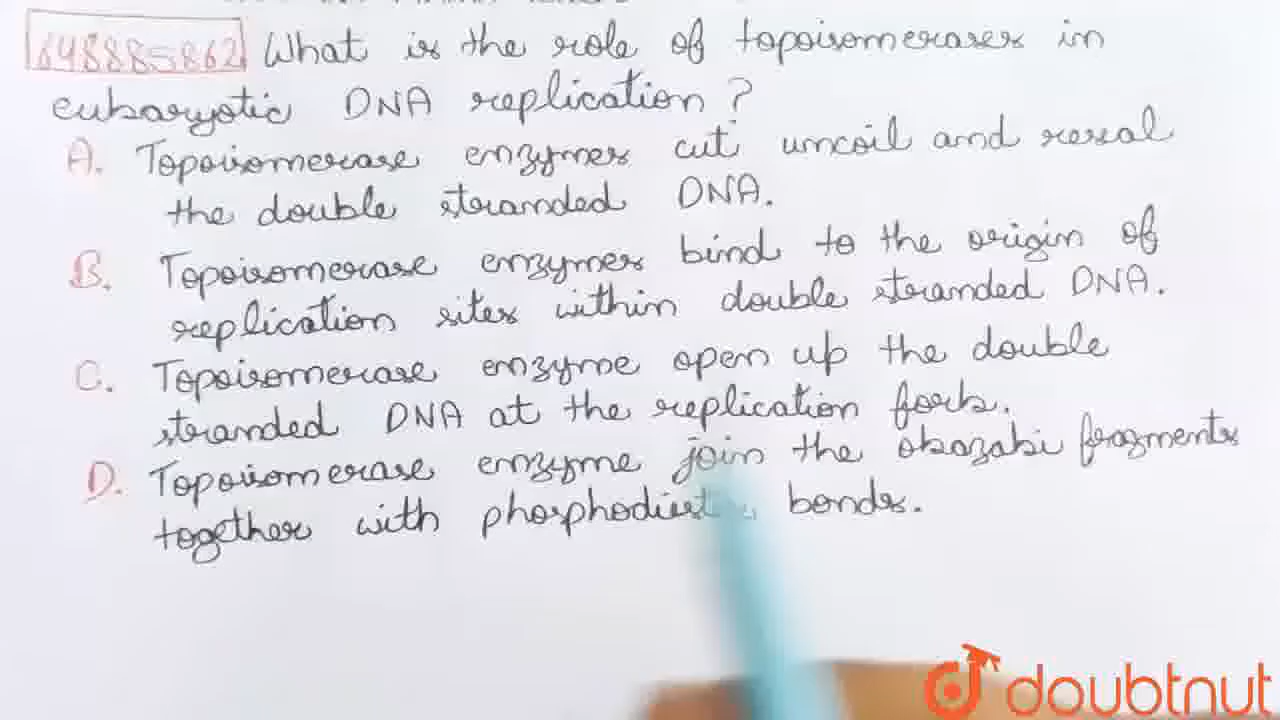 648885862 What is the role of topoisomerases in
eukaryotic DNA replication?
A. Topoisomerase enzymes cut uncoil and reseal
the double stranded DNA.
B. Topoisomerase enzymes bind to the origin of
replication sites within double stranded DNA.
C. Topoisomerase enzyme open up the double
stranded DNA at the replication fork.
D. Topoisomerase enzyme join the okazaki fragments
together with bonds.
doubtnut